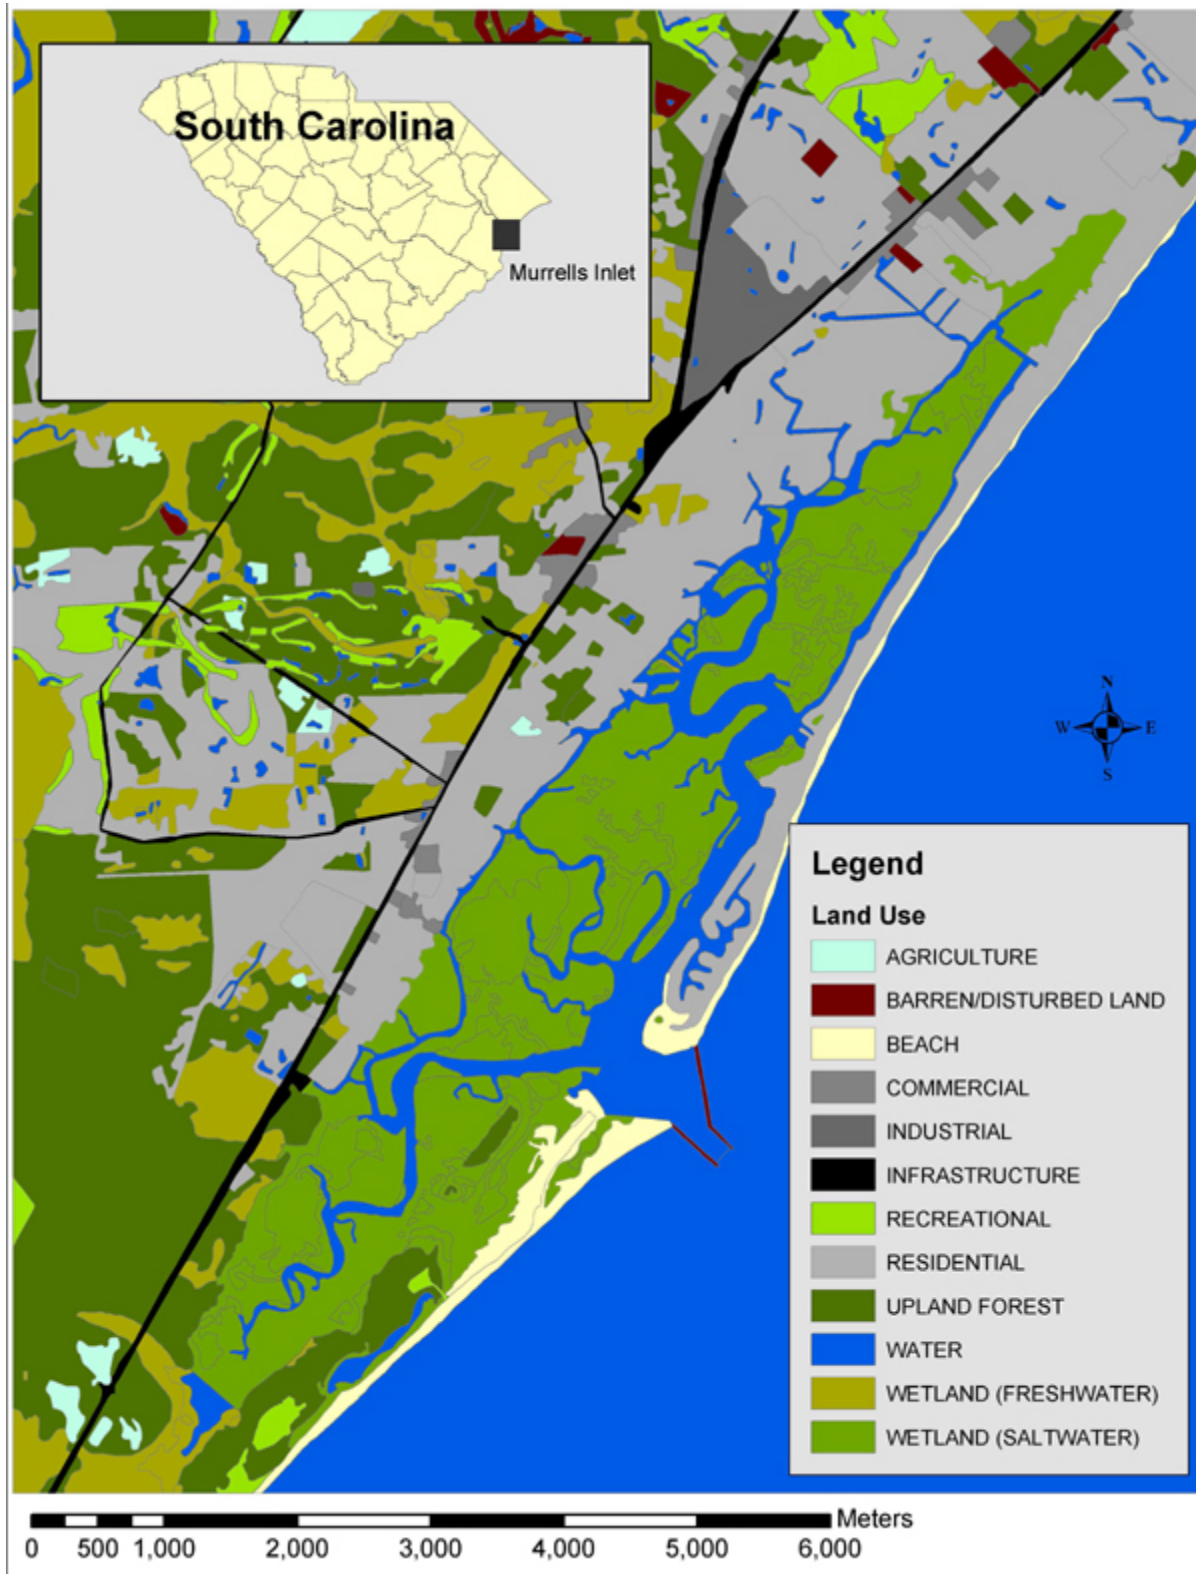 South Carolina
Murrells Inlet
N
W E
S
Legend
Land Use
AGRICULTURE
BARREN/DISTURBED LAND
BEACH
COMMERCIAL
INDUSTRIAL
INFRASTRUCTURE
RECREATIONAL
RESIDENTIAL
UPLAND FOREST
WATER
WETLAND (FRESHWATER)
WETLAND (SALTWATER)
Meters
0 500 1,000 2,000 3,000 4,000 5,000 6,000